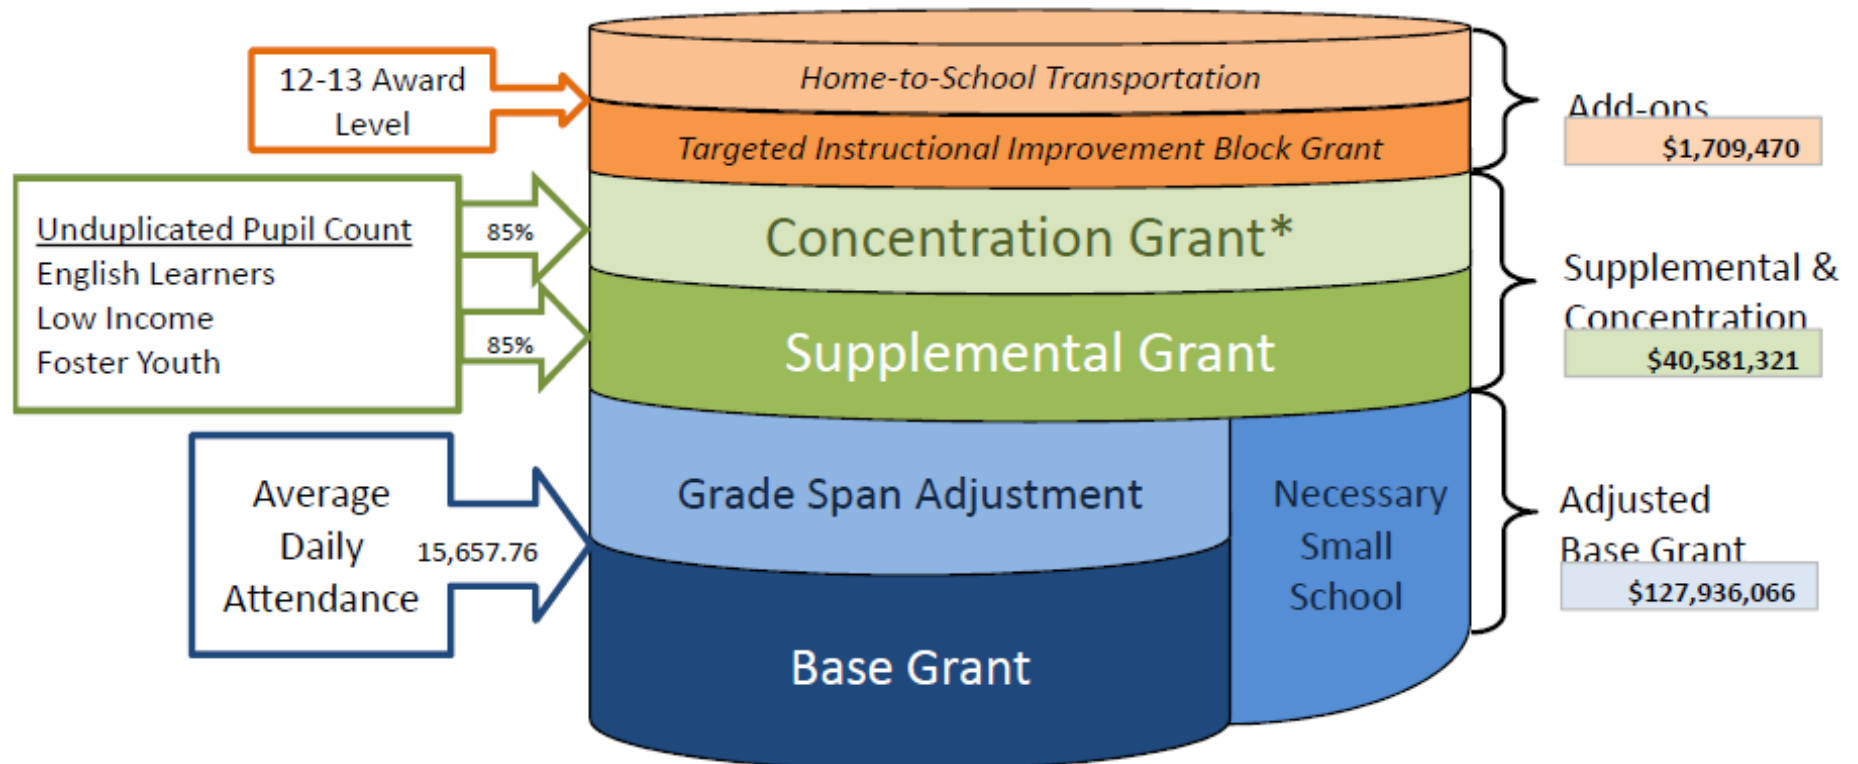 12-13 Award
Level
Home-to-School Transportation
Targeted Instructional Improvement Block Grant
Add-ons
$1,709,470
Unduplicated Pupil Count
English Learners
Low Income
Foster Youth
85%
85%
Concentration Grant*
Supplemental Grant
Supplemental &
Concentration
$40,581,321
Average
Daily
Attendance
15,657.76
Grade Span Adjustment
Base Grant
Necessary
Small
School
Adjusted
Base Grant
$127,936,066